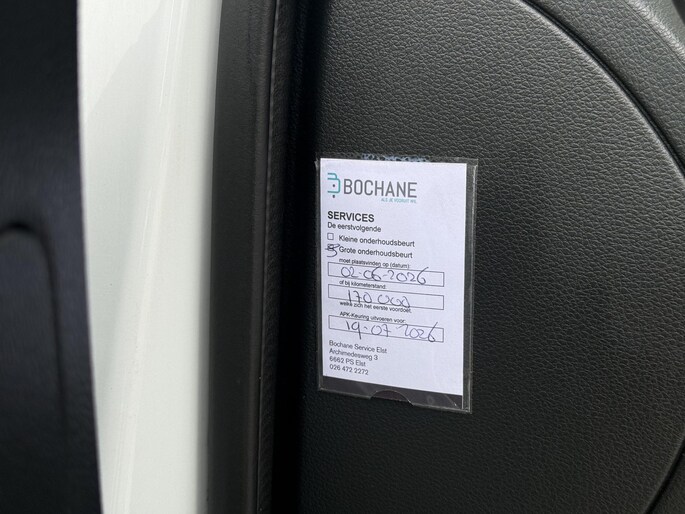 BOCHANE
ALS JE VOORUIT WIL
SERVICES
De eerstvolgende
Kleine onderhoudsbeurt
Grote onderhoudsbeurt
moet plaatsvinden op (datum):
02-06-2026
of bij kilometerstand:
170.000
welke zich het eerste voordoet.
APK-Keuring uitvoeren voor:
19-07-2026
Bochane Service Elst
Archimedesweg 3
6662 PS Elst
026 472 2272